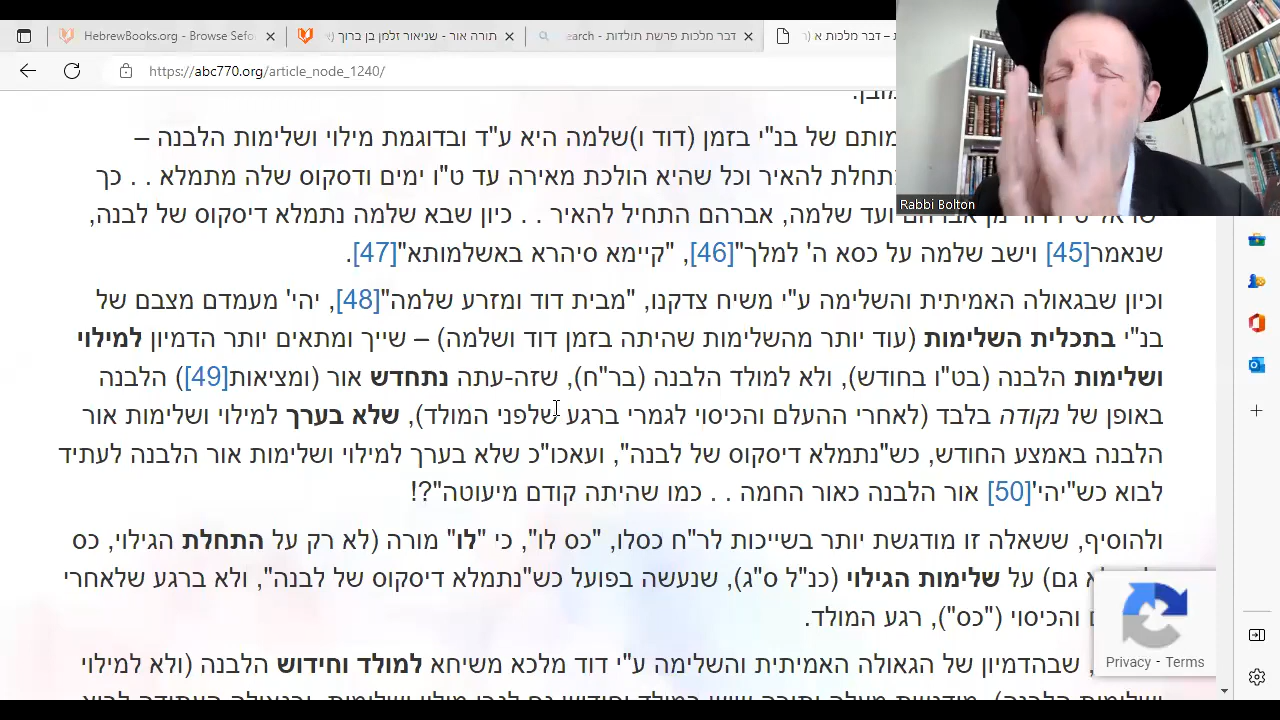 HebrewBooks.org - Browse Sefo
תורה אור - שניאור זלמן בן ברוך
דבר מלכות פרשת תולדות - earch
דבר מלכות א –
https://abc770.org/article_node_1240/
Rabbi Bolton
מותם של בנ"י בזמן (דוד ו)שלמה היא ע"ד ובדוגמת מילוי ושלימות הלבנה –
תחלת להאיר וכל שהיא הולכת מאירה עד ט"ו ימים ודסקוס שלה מתמלא . . כך
ועד שלמה, אברהם התחיל להאיר . . כיון שבא שלמה נתמלא דיסקוס של לבנה,
שנאמר[45] וישב שלמה על כסא ה' למלך"[46], "קיימא סיהרא באשלמותא"[47].
וכיון שבגאולה האמיתית והשלימה ע"י משיח צדקנו, "מבית דוד ומזרע שלמה"[48], יהי' מעמדם מצבם של
בנ"י בתכלית השלימות (עוד יותר מהשלימות שהיתה בזמן דוד ושלמה) – שייך ומתאים יותר הדמיון למילוי
ושלימות הלבנה (בט"ו בחודש), ולא למולד הלבנה (בר"ח), שזה-עתה נתחדש אור (ומציאות[49]) הלבנה
באופן של נקודה בלבד (לאחרי ההעלם והכיסוי לגמרי ברגע שלפני המולד), שלא בערך למילוי ושלימות אור
הלבנה באמצע החודש, כש"נתמלא דיסקוס של לבנה", ועאכו"כ שלא בערך למילוי ושלימות אור הלבנה לעתיד
לבוא כש"יהי'[50] אור הלבנה כאור החמה . . כמו שהיתה קודם מיעוטה"?!
ולהוסיף, ששאלה זו מודגשת יותר בשייכות לר"ח כסלו, "כס לו", כי "לו" מורה (לא רק על התחלת הגילוי, כס
גם) על שלימות הגילוי (כנ"ל ס"ג), שנעשה בפועל כש"נתמלא דיסקוס של לבנה", ולא ברגע שלאחרי
והכיסוי ("כס"), רגע המולד.
שבהדמיון של הגאולה האמיתית והשלימה ע"י דוד מלכא משיחא למולד וחידוש הלבנה (ולא למילוי
Privacy - Terms